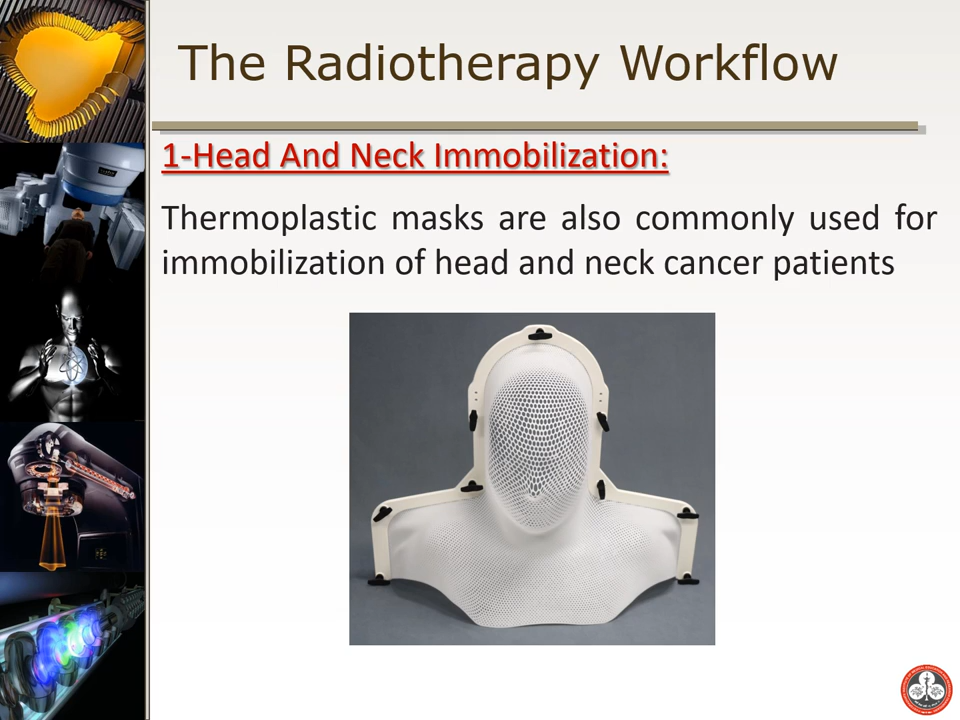 The Radiotherapy Workflow
1-Head And Neck Immobilization:
Thermoplastic masks are also commonly used for
immobilization of head and neck cancer patients